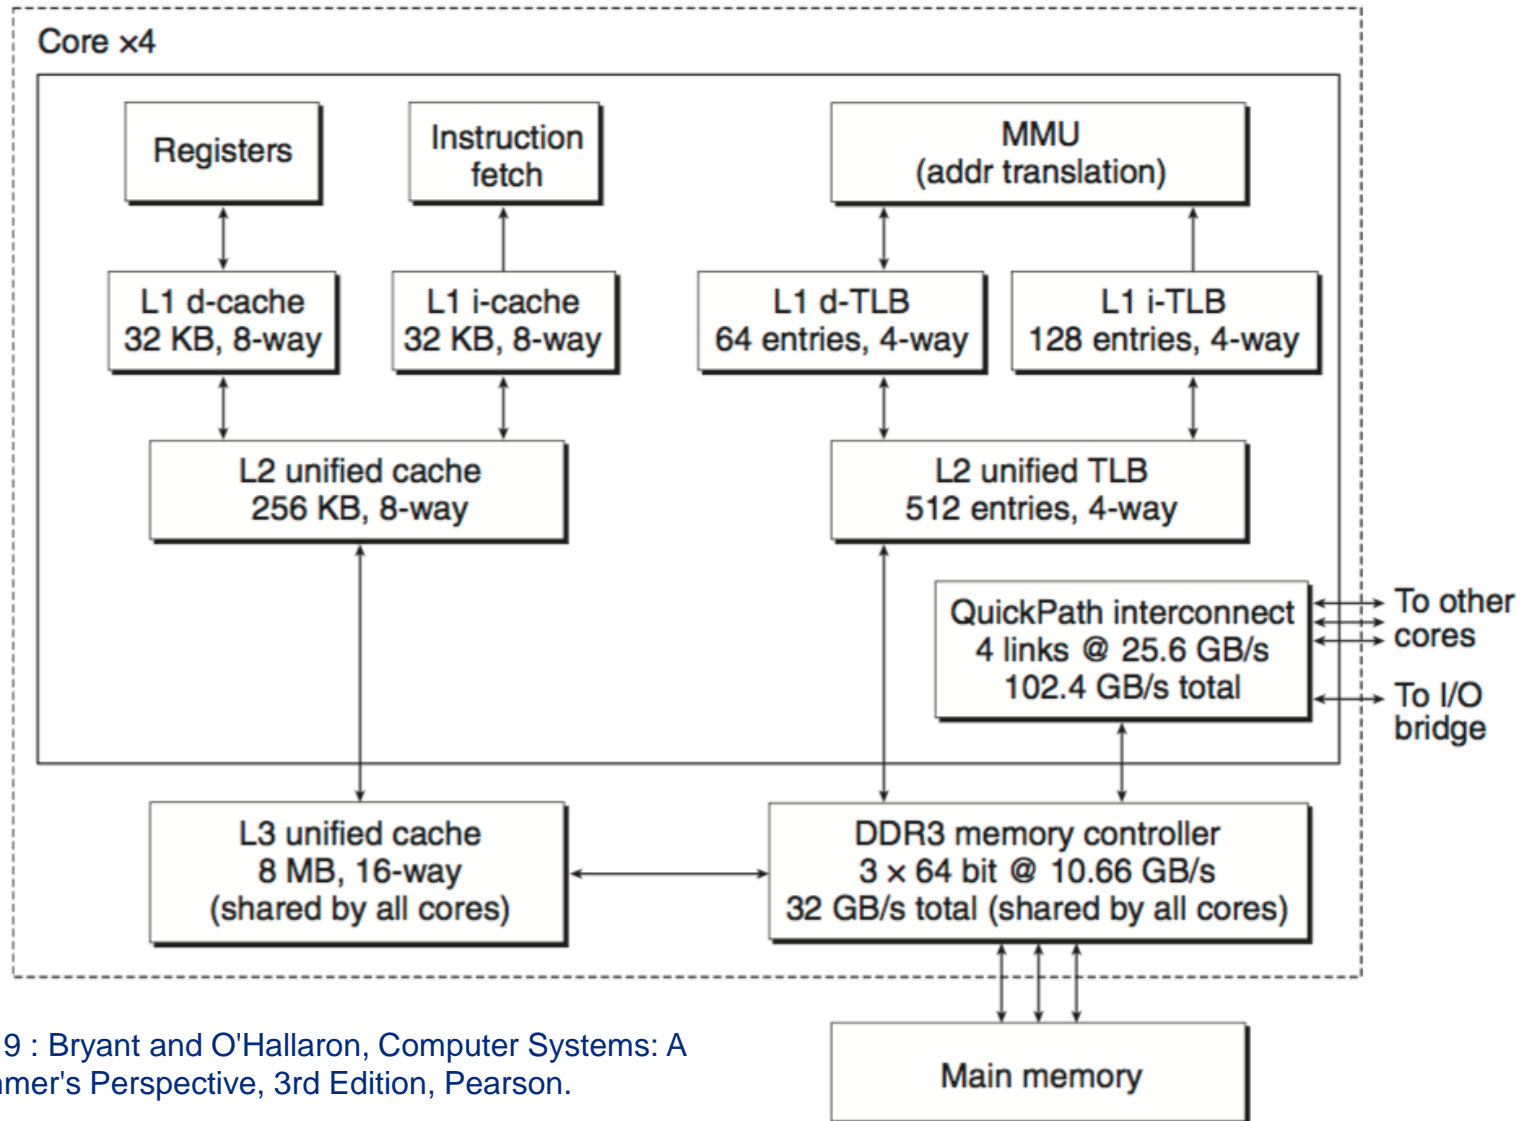 Core ×4
Registers
Instruction
fetch
MMU
(addr translation)
L1 d-cache
32 KB, 8-way
L1 i-cache
32 KB, 8-way
L1 d-TLB
64 entries, 4-way
L1 i-TLB
128 entries, 4-way
L2 unified cache
256 KB, 8-way
L2 unified TLB
512 entries, 4-way
QuickPath interconnect
4 links @ 25.6 GB/s
102.4 GB/s total
To other
cores
To I/O
bridge
L3 unified cache
8 MB, 16-way
(shared by all cores)
DDR3 memory controller
3 × 64 bit @ 10.66 GB/s
32 GB/s total (shared by all cores)
Main memory
9 : Bryant and O'Hallaron, Computer Systems: A
mer's Perspective, 3rd Edition, Pearson.